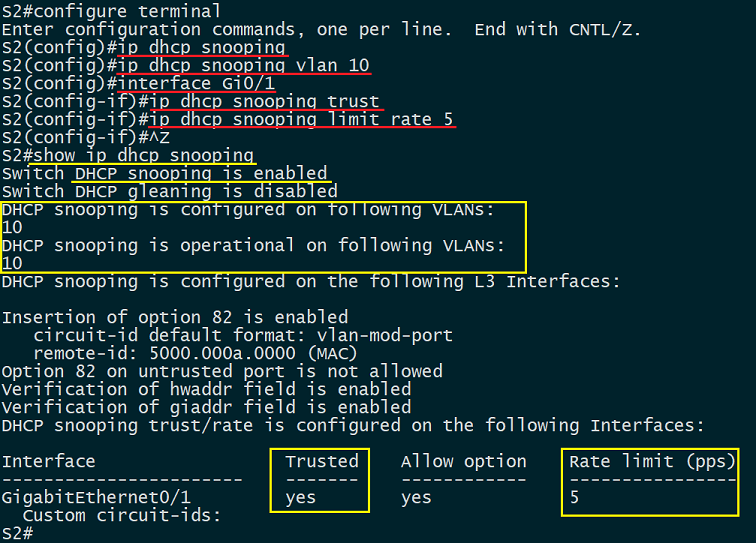 S2#configure terminal
Enter configuration commands, one per line.  End with CNTL/Z.
S2(config)#ip dhcp snooping
S2(config)#ip dhcp snooping vlan 10
S2(config)#interface Gi0/1
S2(config-if)#ip dhcp snooping trust
S2(config-if)#ip dhcp snooping limit rate 5
S2(config-if)#^Z
S2#show ip dhcp snooping
Switch DHCP snooping is enabled
Switch DHCP gleaning is disabled
DHCP snooping is configured on following VLANs:
10
DHCP snooping is operational on following VLANs:
10
DHCP snooping is configured on the following L3 Interfaces:
Insertion of option 82 is enabled
   circuit-id default format: vlan-mod-port
   remote-id: 5000.000a.0000 (MAC)
Option 82 on untrusted port is not allowed
Verification of hwaddr field is enabled
Verification of giaddr field is enabled
DHCP snooping trust/rate is configured on the following Interfaces:
Interface                  Trusted    Allow option    Rate limit (pps)
-----------------------    -------    ------------    ----------------
GigabitEthernet0/1         yes        yes             5
  Custom circuit-ids:
S2#